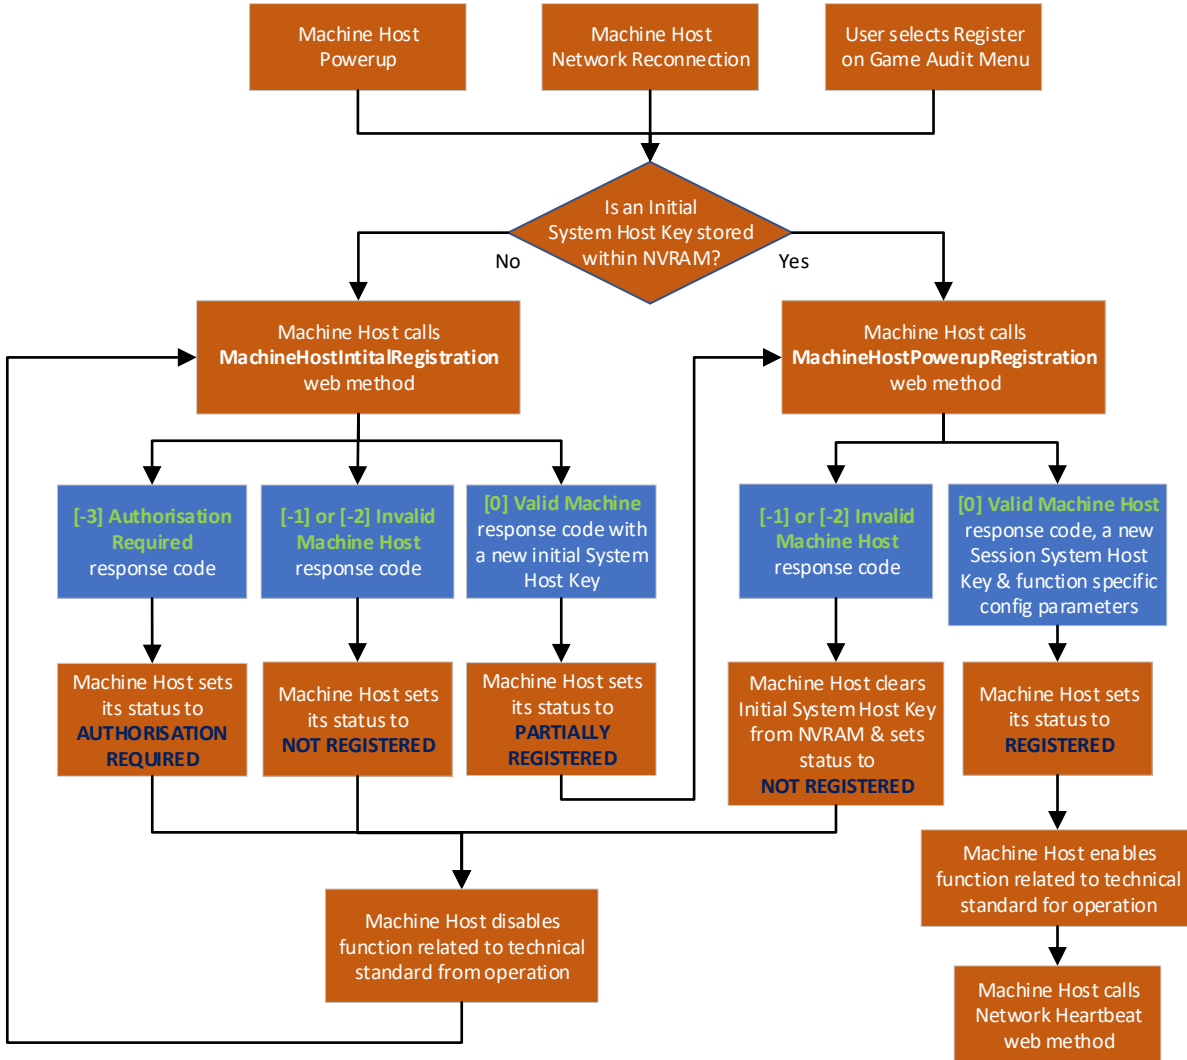 Machine Host
Powerup
Machine Host
Network Reconnection
User selects Register
on Game Audit Menu
Is an Initial
System Host Key stored
within NVRAM?
No
Yes
Machine Host calls
MachineHostIntitalRegistration
web method
Machine Host calls
MachineHostPowerupRegistration
web method
[-3] Authorisation
Required
response code
[-1] or [-2] Invalid
Machine Host
response code
[0] Valid Machine
response code with
a new initial System
Host Key
[-1] or [-2] Invalid
Machine Host
response code
[0] Valid Machine Host
response code, a new
Session System Host
Key & function specific
config parameters
Machine Host sets
its status to
AUTHORISATION
REQUIRED
Machine Host sets
its status to
NOT REGISTERED
Machine Host sets
its status to
PARTIALLY
REGISTERED
Machine Host clears
Initial System Host Key
from NVRAM & sets
status to
NOT REGISTERED
Machine Host sets
its status to
REGISTERED
Machine Host disables
function related to technical
standard from operation
Machine Host enables
function related to technical
standard for operation
Machine Host calls
Network Heartbeat
web method